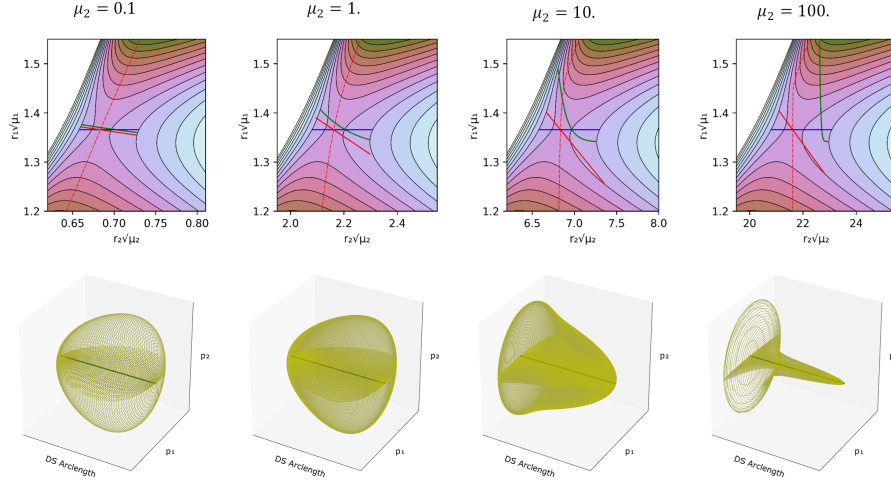 μ₂ = 0.1
μ₂ = 1.
μ₂ = 10.
μ₂ = 100.
r₁√μ₁
1.5
1.4
1.3
1.2
0.65
0.70
0.75
0.80
r₂√μ₂
r₁√μ₁
1.5
1.4
1.3
1.2
2.0
2.2
2.4
r₂√μ₂
r₁√μ₁
1.5
1.4
1.3
1.2
6.2
6.8
7.4
8.0
r₂√μ₂
r₁√μ₁
1.5
1.4
1.3
1.2
20
22
24
r₂√μ₂
DS Arclength
p₁
p₂
DS Arclength
p₁
p₂
DS Arclength
p₁
p₂
DS Arclength
p₁